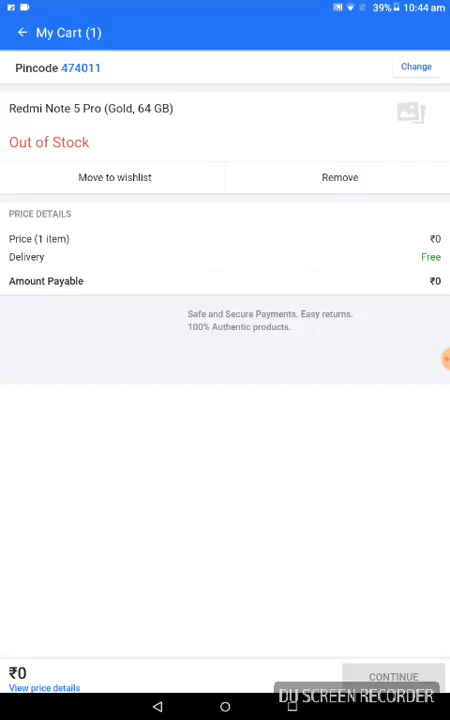 39% 10:44 am
My Cart (1)
Pincode 474011 Change
Redmi Note 5 Pro (Gold, 64 GB)
Out of Stock
Move to wishlist Remove
PRICE DETAILS
Price (1 item) ₹0
Delivery Free
Amount Payable ₹0
Safe and Secure Payments. Easy returns.
100% Authentic products.
₹0
View price details
CONTINUE
DU SCREEN RECORDER